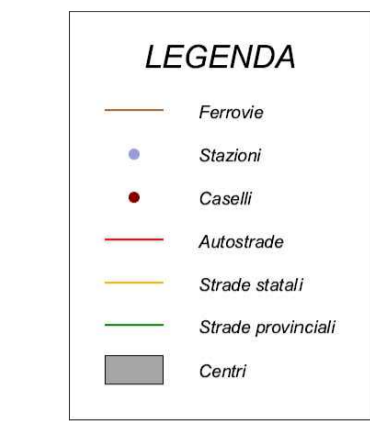 LEGENDA
Ferrovie
Stazioni
Caselli
Autostrade
Strade statali
Strade provinciali
Centri